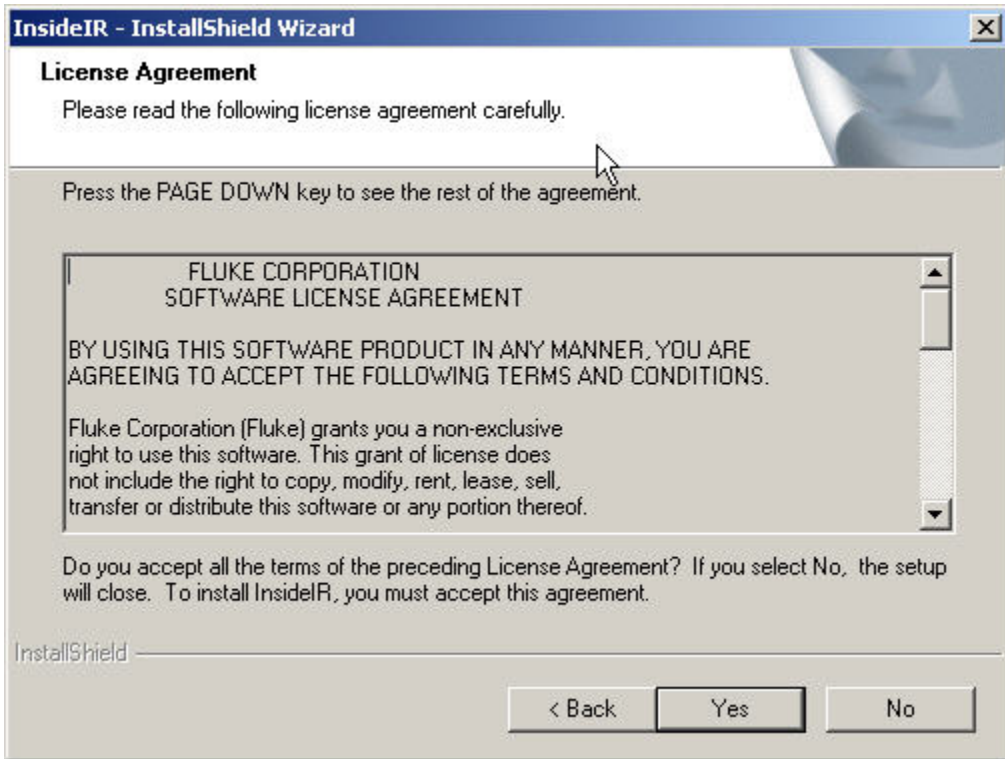 InsideIR - InstallShield Wizard
License Agreement
Please read the following license agreement carefully.
Press the PAGE DOWN key to see the rest of the agreement.
FLUKE CORPORATION
SOFTWARE LICENSE AGREEMENT
BY USING THIS SOFTWARE PRODUCT IN ANY MANNER, YOU ARE
AGREEING TO ACCEPT THE FOLLOWING TERMS AND CONDITIONS.
Fluke Corporation (Fluke) grants you a non-exclusive
right to use this software. This grant of license does
not include the right to copy, modify, rent, lease, sell,
transfer or distribute this software or any portion thereof.
Do you accept all the terms of the preceding License Agreement? If you select No, the setup
will close. To install InsideIR, you must accept this agreement.
InstallShield
< Back Yes No